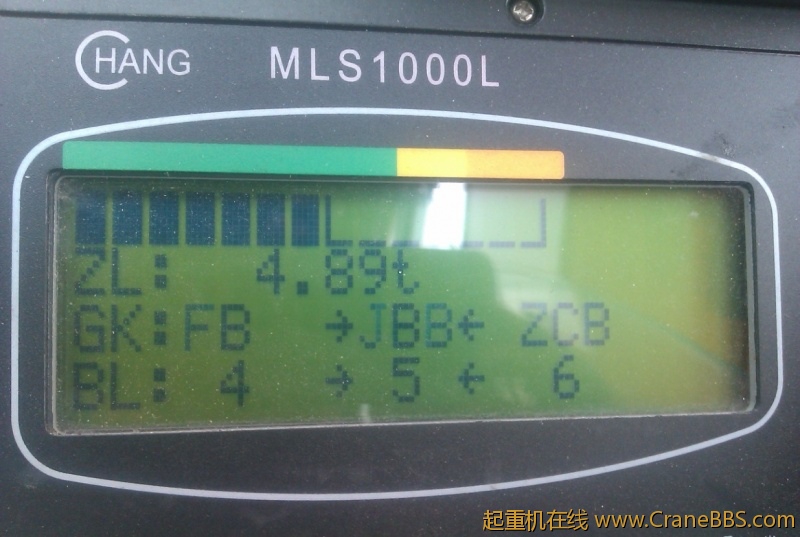 CHANG MLS1000L
ZL: 4.89t
GK:FB →JBB← ZCB
BL: 4 → 5 ← 6
起重机在线 www.CraneBBS.com